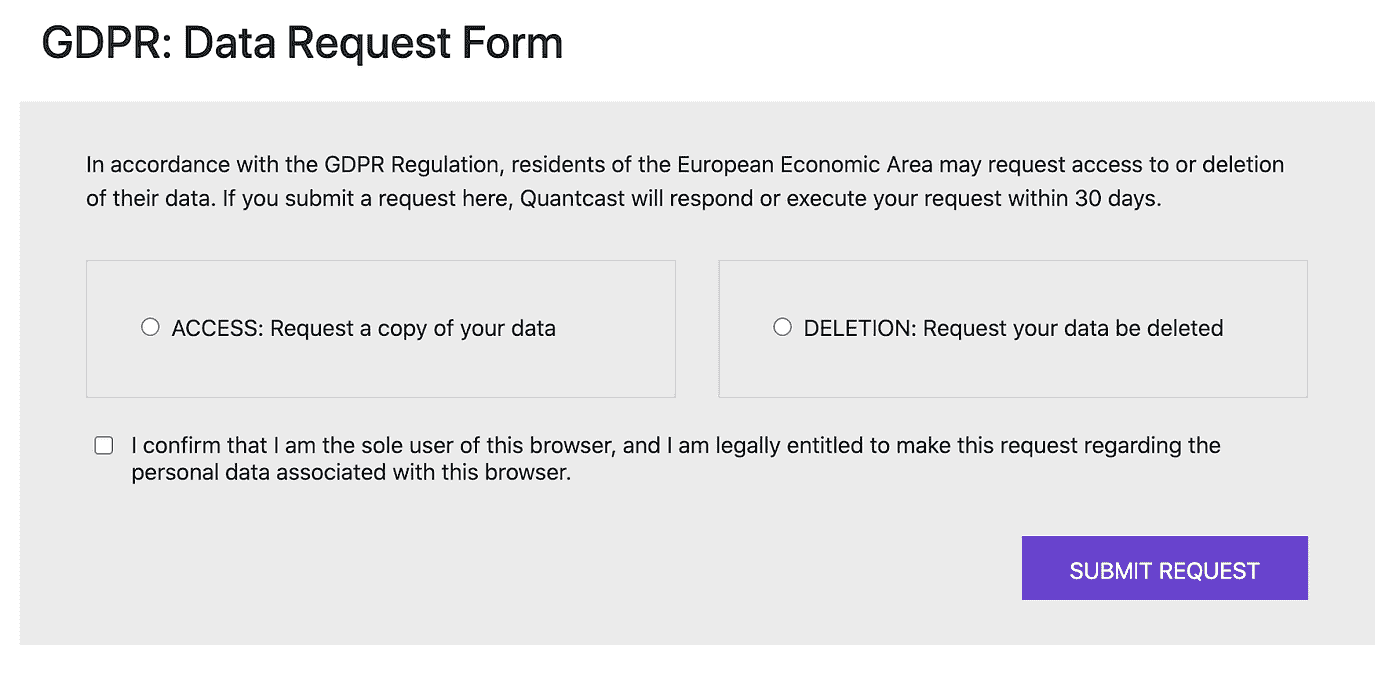 GDPR: Data Request Form
In accordance with the GDPR Regulation, residents of the European Economic Area may request access to or deletion
of their data. If you submit a request here, Quantcast will respond or execute your request within 30 days.
ACCESS: Request a copy of your data
DELETION: Request your data be deleted
I confirm that I am the sole user of this browser, and I am legally entitled to make this request regarding the
personal data associated with this browser.
SUBMIT REQUEST